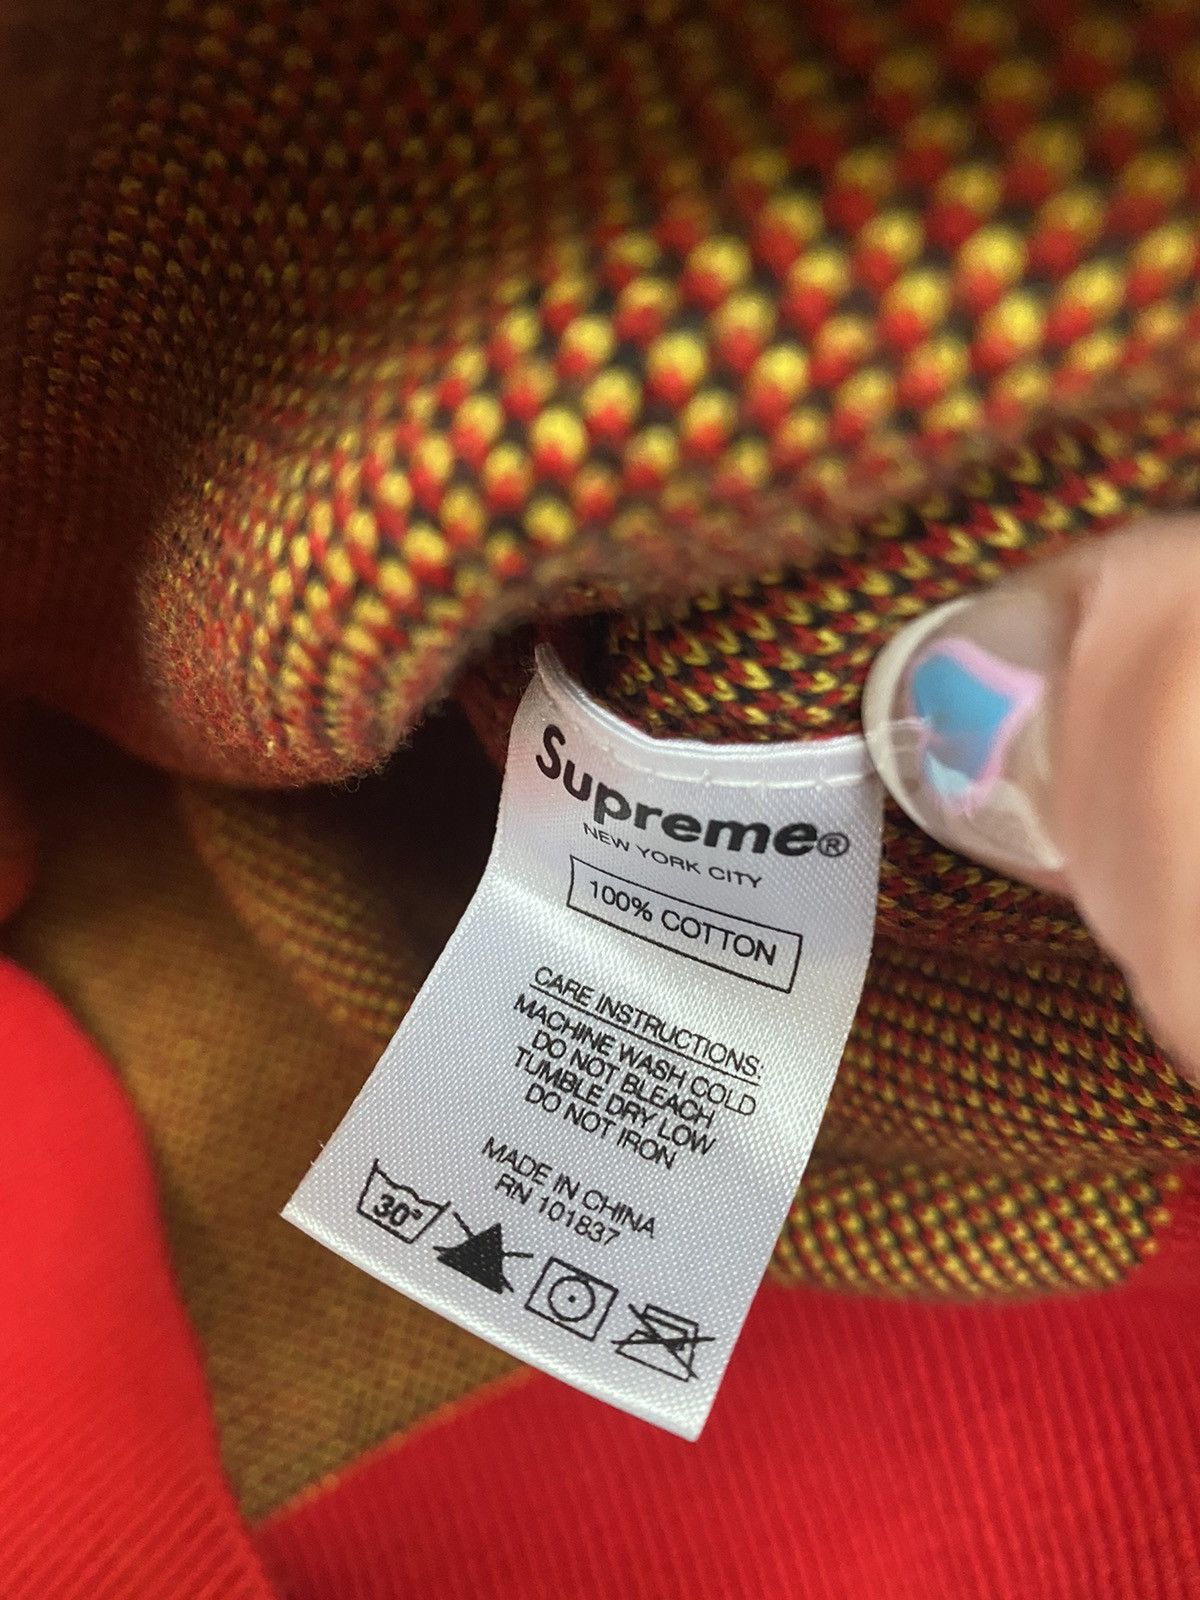 Supreme®
NEW YORK CITY
100% COTTON
CARE INSTRUCTIONS:
MACHINE WASH COLD
DO NOT BLEACH
TUMBLE DRY LOW
DO NOT IRON
MADE IN CHINA
RN 101837
30°